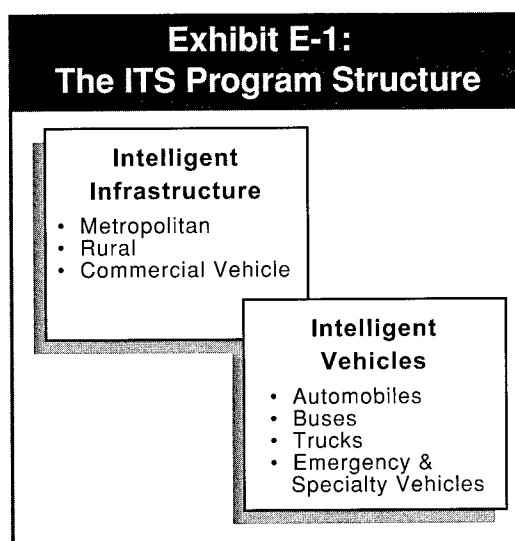 Exhibit E-1:
The ITS Program Structure
Intelligent
Infrastructure
• Metropolitan
• Rural
• Commercial Vehicle
Intelligent
Vehicles
• Automobiles
• Buses
• Trucks
• Emergency &
Specialty Vehicles